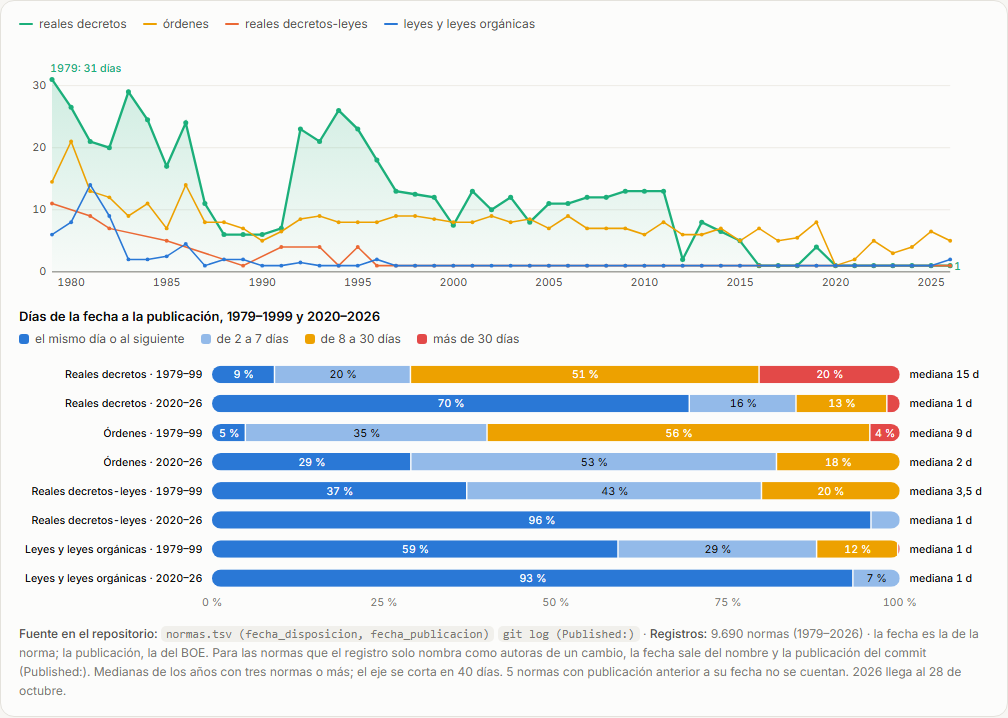 reales decretos órdenes reales decretos-leyes leyes y leyes orgánicas
1979: 31 días
30
20
10
0
1
1980 1985 1990 1995 2000 2005 2010 2015 2020 2025
Días de la fecha a la publicación, 1979–1999 y 2020–2026
el mismo día o al siguiente de 2 a 7 días de 8 a 30 días más de 30 días
Reales decretos · 1979–99 9 % 20 % 51 % 20 % mediana 15 d
Reales decretos · 2020–26 70 % 16 % 13 % mediana 1 d
Órdenes · 1979–99 5 % 35 % 56 % 4 % mediana 9 d
Órdenes · 2020–26 29 % 53 % 18 % mediana 2 d
Reales decretos-leyes · 1979–99 37 % 43 % 20 % mediana 3,5 d
Reales decretos-leyes · 2020–26 96 % mediana 1 d
Leyes y leyes orgánicas · 1979–99 59 % 29 % 12 % mediana 1 d
Leyes y leyes orgánicas · 2020–26 93 % 7 % mediana 1 d
0 % 25 % 50 % 75 % 100 %
Fuente en el repositorio: normas.tsv (fecha_disposicion, fecha_publicacion) git log (Published:) · Registros: 9.690 normas (1979–2026) · la fecha es la de la
norma; la publicación, la del BOE. Para las normas que el registro solo nombra como autoras de un cambio, la fecha sale del nombre y la publicación del commit
(Published:). Medianas de los años con tres normas o más; el eje se corta en 40 días. 5 normas con publicación anterior a su fecha no se cuentan. 2026 llega al 28 de
octubre.